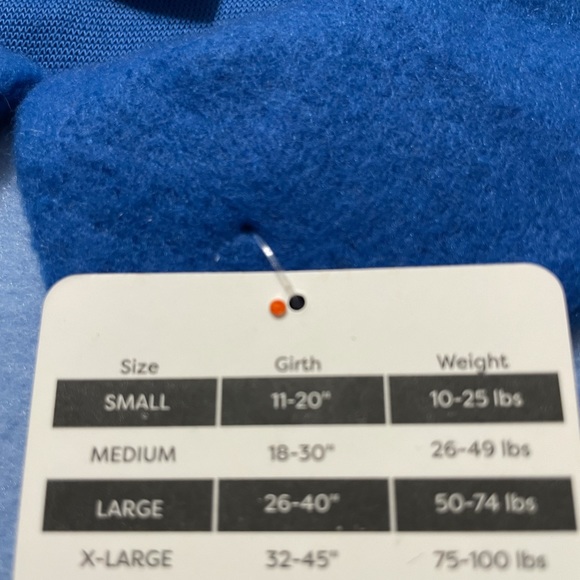 Size Girth Weight
SMALL 11-20" 10-25 lbs
MEDIUM 18-30" 26-49 lbs
LARGE 26-40" 50-74 lbs
X-LARGE 32-45" 75-100 lbs